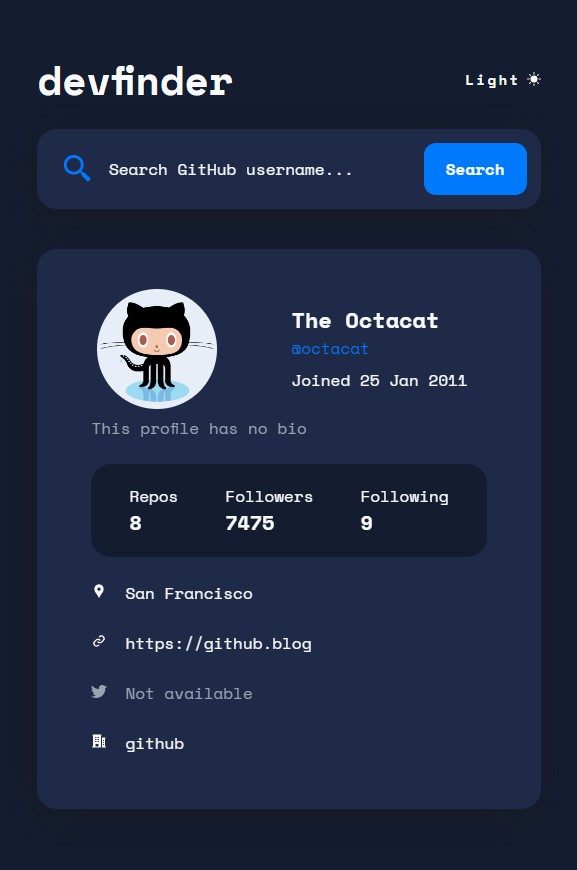 devfinder
Light
Search GitHub username...
Search
The Octacat
@octacat
Joined 25 Jan 2011
This profile has no bio
Repos Followers Following
8 7475 9
San Francisco
https://github.blog
Not available
github